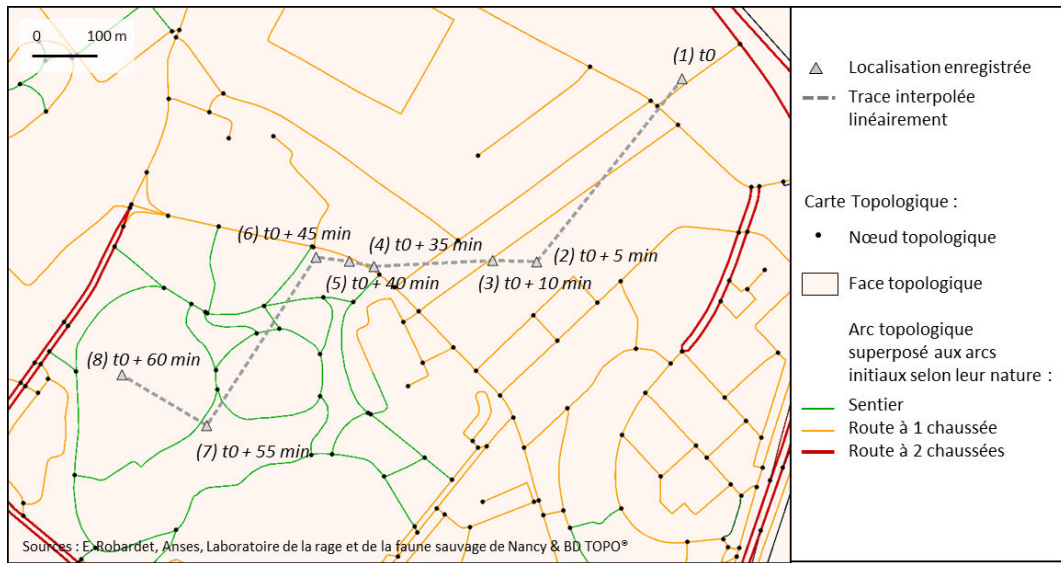 0 100 m
(1) t0
(6) t0 + 45 min
(4) t0 + 35 min
(2) t0 + 5 min
(5) t0 + 40 min
(3) t0 + 10 min
(8) t0 + 60 min
(7) t0 + 55 min
Sources : E. Robardet, Anses, Laboratoire de la rage et de la faune sauvage de Nancy & BD TOPO®
Localisation enregistrée
Trace interpolée
linéairement
Carte Topologique :
Nœud topologique
Face topologique
Arc topologique
superposé aux arcs
initiaux selon leur nature :
Sentier
Route à 1 chaussée
Route à 2 chaussées